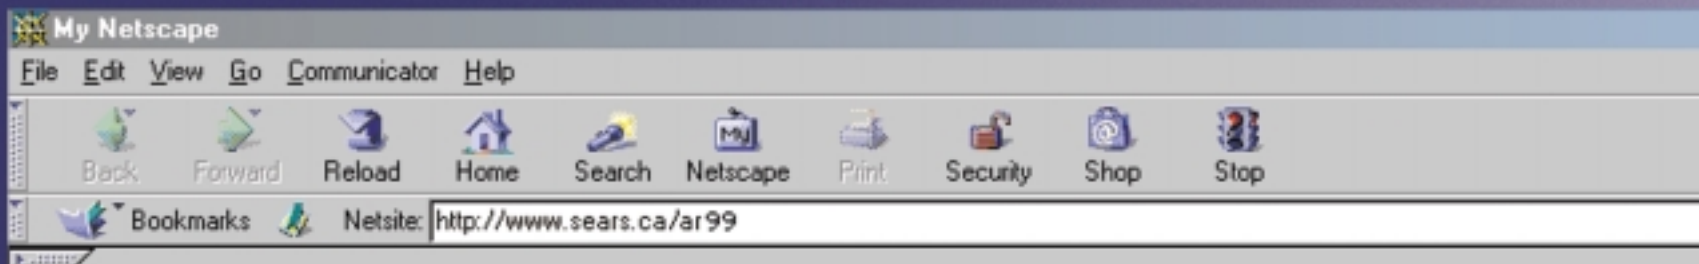 My Netscape
File Edit View Go Communicator Help
My
Back Forward Reload Home Search Netscape Print Security Shop Stop
Bookmarks Netsite: http://www.sears.ca/ar99